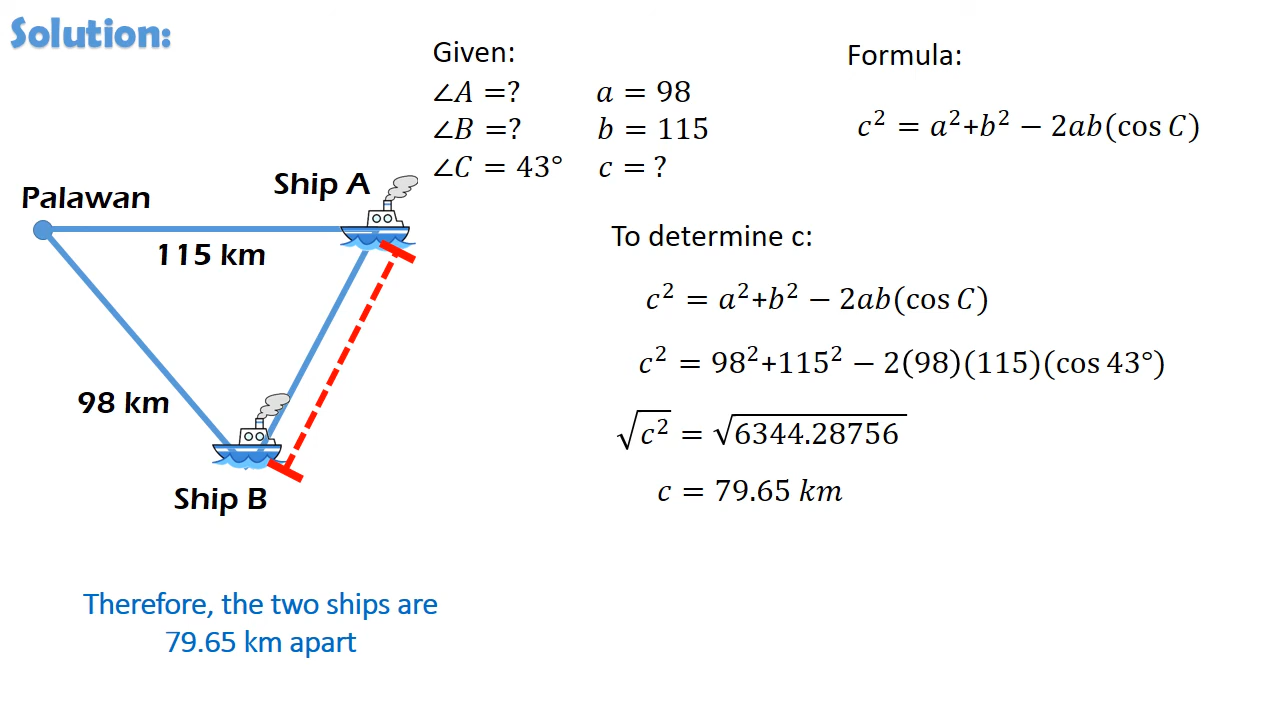 Solution:
Given:
∠A =?
a = 98
∠B =?
b = 115
∠C = 43°
c = ?
Formula:
c² = a²+b² − 2ab(cos C)
Palawan
Ship A
115 km
98 km
Ship B
To determine c:
c² = a²+b² − 2ab(cos C)
c² = 98²+115² − 2(98)(115)(cos 43°)
√c² = √6344.28756
c = 79.65 km
Therefore, the two ships are
79.65 km apart